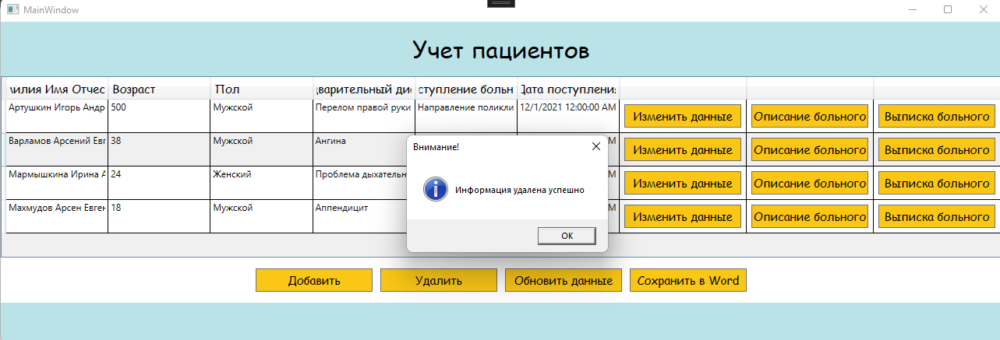 MainWindow
Учет пациентов
илия Имя Отчес Возраст Пол дварительный диа ступление больн Дата поступлени
Артушкин Игорь Андр 500 Мужской Перелом правой руки Направление поликли 12/1/2021 12:00:00 AM Изменить данные Описание больного Выписка больного
Варламов Арсений Евг 38 Мужской Ангина M Изменить данные Описание больного Выписка больного
Внимание!
Мармышкина Ирина А 24 Женский Проблема дыхательн M Изменить данные Описание больного Выписка больного
Информация удалена успешно
Махмудов Арсен Евген 18 Мужской Аппендицит M Изменить данные Описание больного Выписка больного
OK
Добавить Удалить Обновить данные Сохранить в Word